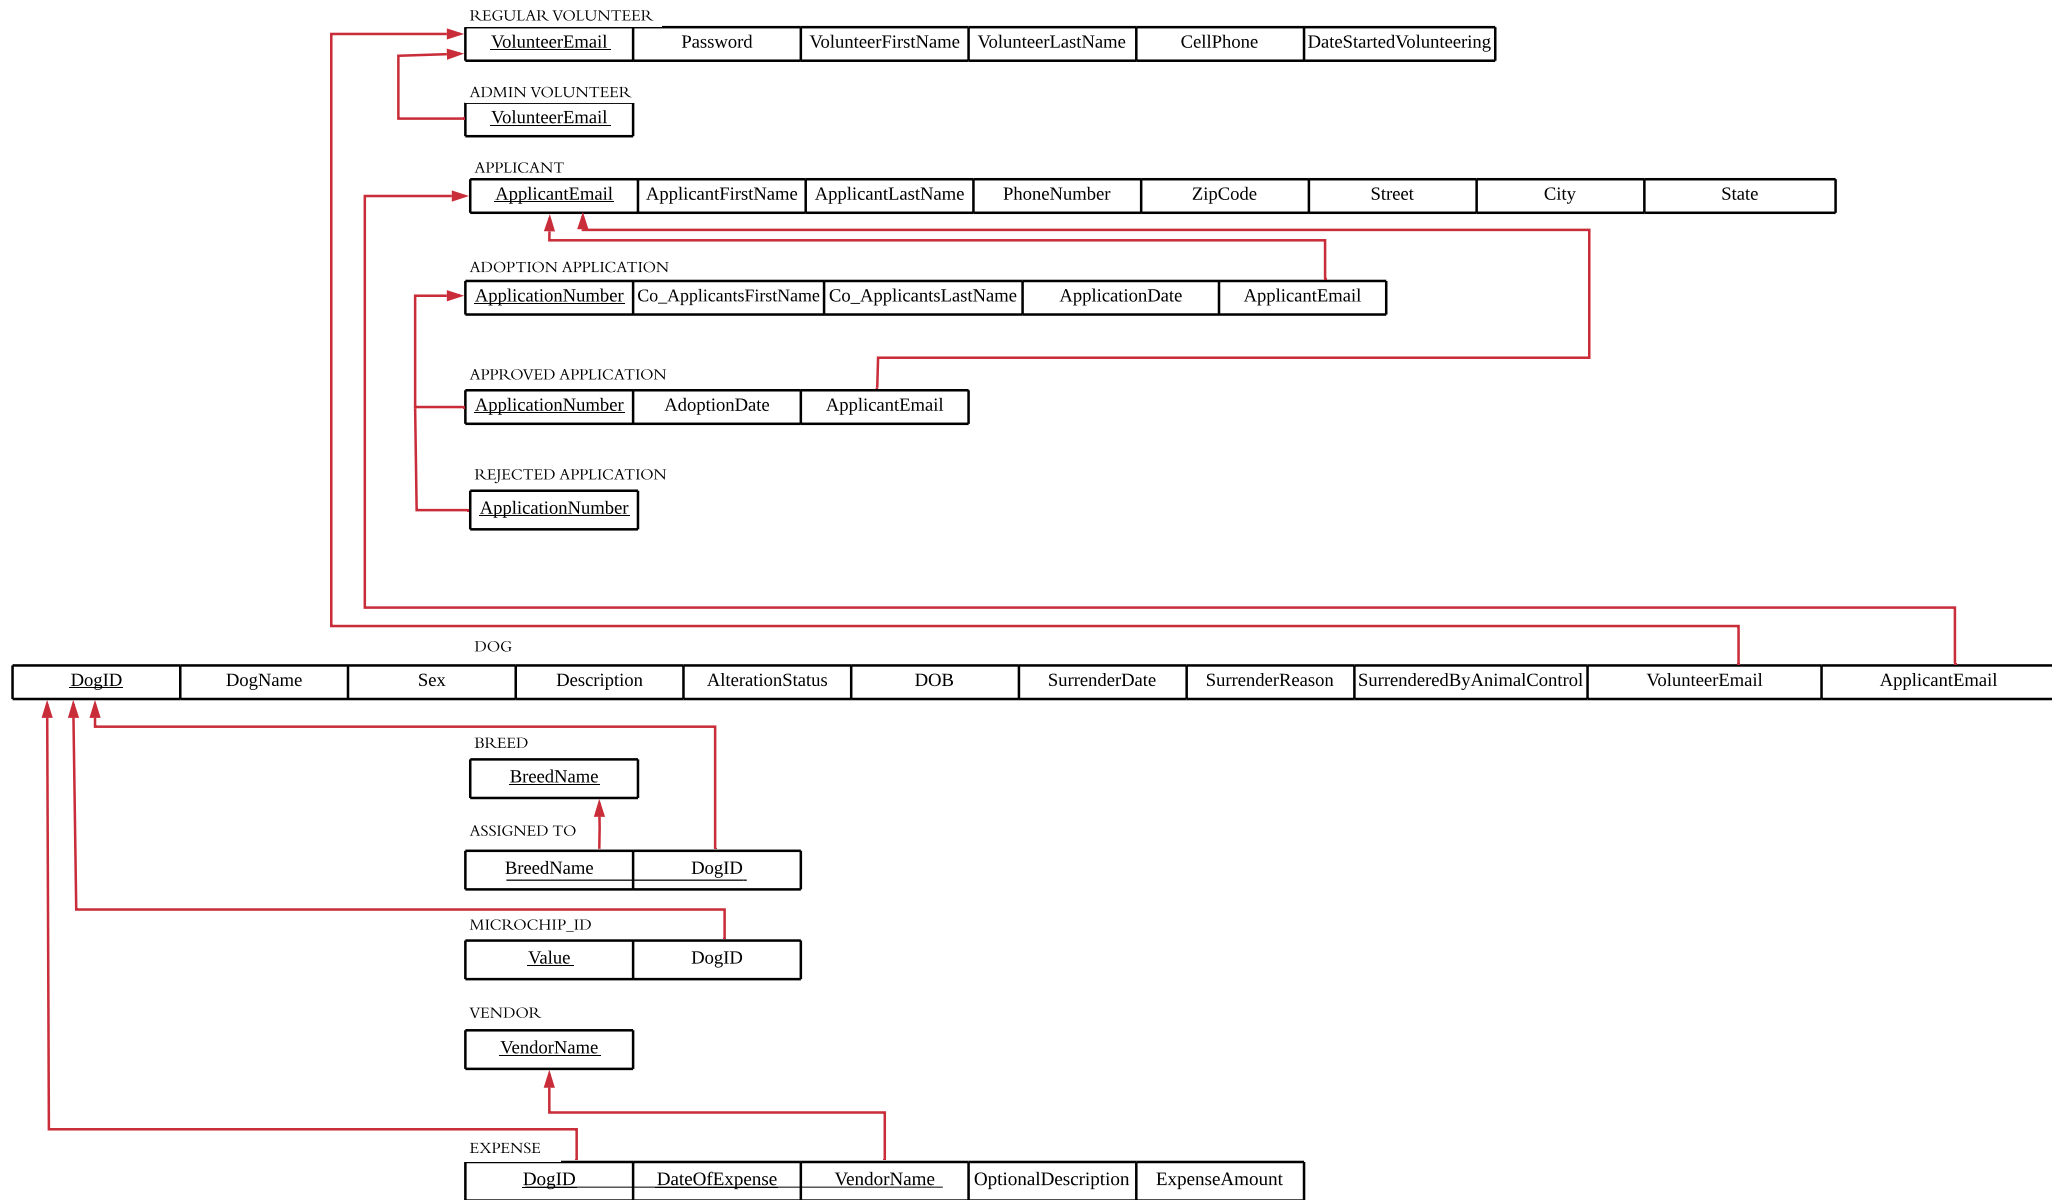 REGULAR VOLUNTEER
VolunteerEmail Password VolunteerFirstName VolunteerLastName CellPhone DateStartedVolunteering
ADMIN VOLUNTEER
VolunteerEmail
APPLICANT
ApplicantEmail ApplicantFirstName ApplicantLastName PhoneNumber ZipCode Street City State
ADOPTION APPLICATION
ApplicationNumber Co_ApplicantsFirstName Co_ApplicantsLastName ApplicationDate ApplicantEmail
APPROVED APPLICATION
ApplicationNumber AdoptionDate ApplicantEmail
REJECTED APPLICATION
ApplicationNumber
DOG
DogID DogName Sex Description AlterationStatus DOB SurrenderDate SurrenderReason SurrenderedByAnimalControl VolunteerEmail ApplicantEmail
BREED
BreedName
ASSIGNED TO
BreedName DogID
MICROCHIP_ID
Value DogID
VENDOR
VendorName
EXPENSE
DogID DateOfExpense VendorName OptionalDescription ExpenseAmount